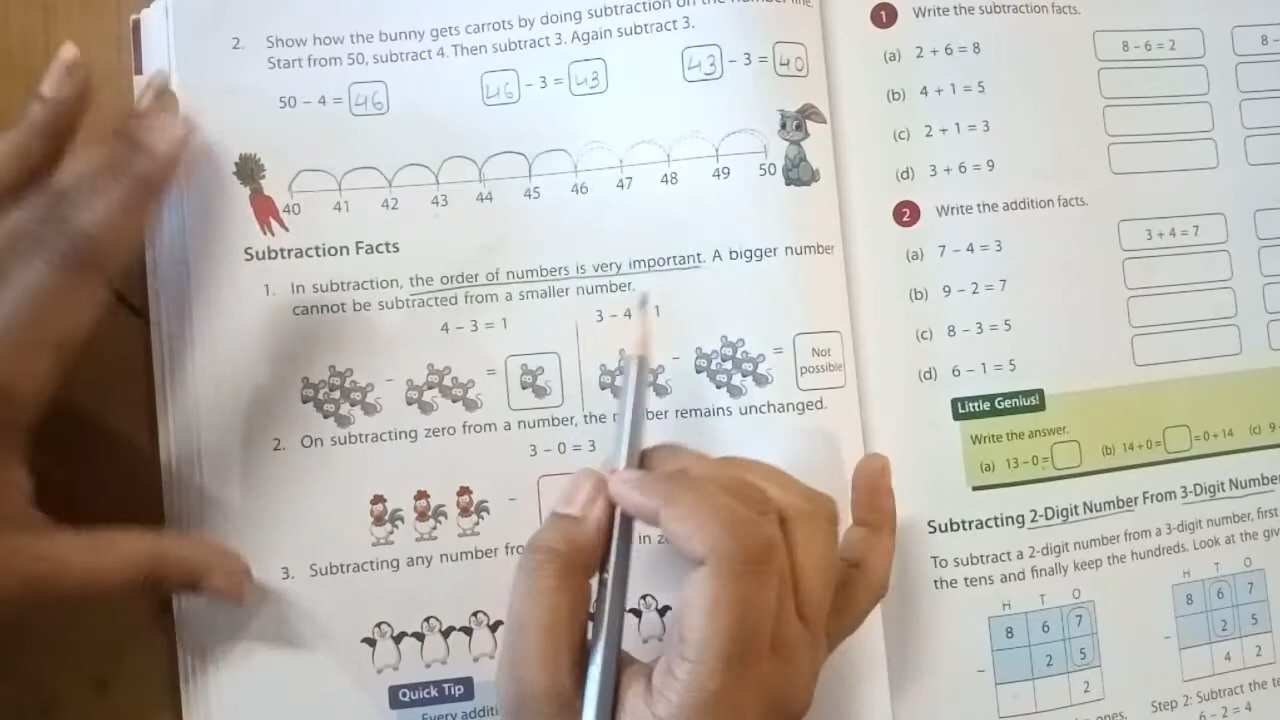 2. Show how the bunny gets carrots by doing subtraction on the number line.
Start from 50, subtract 4. Then subtract 3. Again subtract 3.
50 - 4 = 46
46 - 3 = 43
43 - 3 = 40
40 41 42 43 44 45 46 47 48 49 50
Subtraction Facts
1. In subtraction, the order of numbers is very important. A bigger number
cannot be subtracted from a smaller number.
4 - 3 = 1
3 - 4 1
- =
- = Not
possible
2. On subtracting zero from a number, the ber remains unchanged.
3 - 0 = 3
-
3. Subtracting any number in
Quick Tip
Every
1 Write the subtraction facts.
(a) 2 + 6 = 8
8 - 6 = 2
8 -
(b) 4 + 1 = 5
(c) 2 + 1 = 3
(d) 3 + 6 = 9
2 Write the addition facts.
(a) 7 - 4 = 3
3 + 4 = 7
(b) 9 - 2 = 7
(c) 8 - 3 = 5
(d) 6 - 1 = 5
Little Genius!
Write the answer.
(a) 13 - 0 =
(b) 14 + 0 = = 0 + 14
(c) 9
Subtracting 2-Digit Number From 3-Digit Number
To subtract a 2-digit number from a 3-digit number, first
the tens and finally keep the hundreds. Look at the
H T O
8 6 7
- 2 5
2
H T O
8 6 7
- 2 5
4 2
ones.
Step 2: Subtract the
6 - 2 = 4